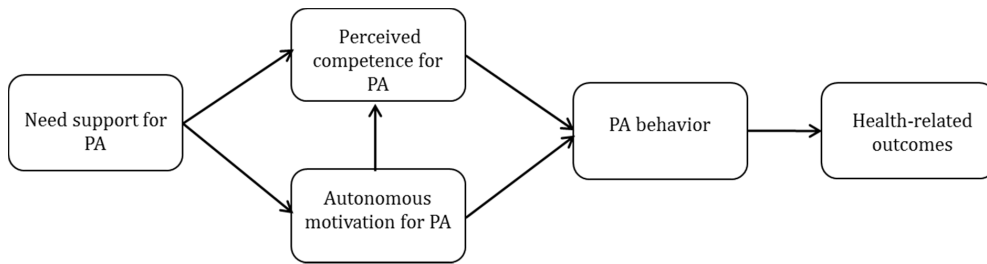 Need support for
PA
Perceived
competence for
PA
Autonomous
motivation for PA
PA behavior
Health-related
outcomes